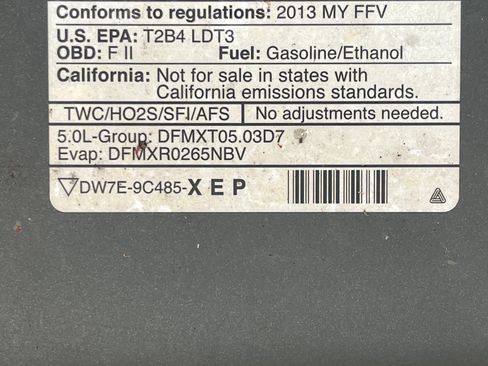 Conforms to regulations: 2013 MY FFV
U.S. EPA: T2B4 LDT3
OBD: F II Fuel: Gasoline/Ethanol
California: Not for sale in states with
California emissions standards.
TWC/HO2S/SFI/AFS No adjustments needed.
5.0L-Group: DFMXT05.03D7
Evap: DFMXR0265NBV
DW7E-9C485-XEP